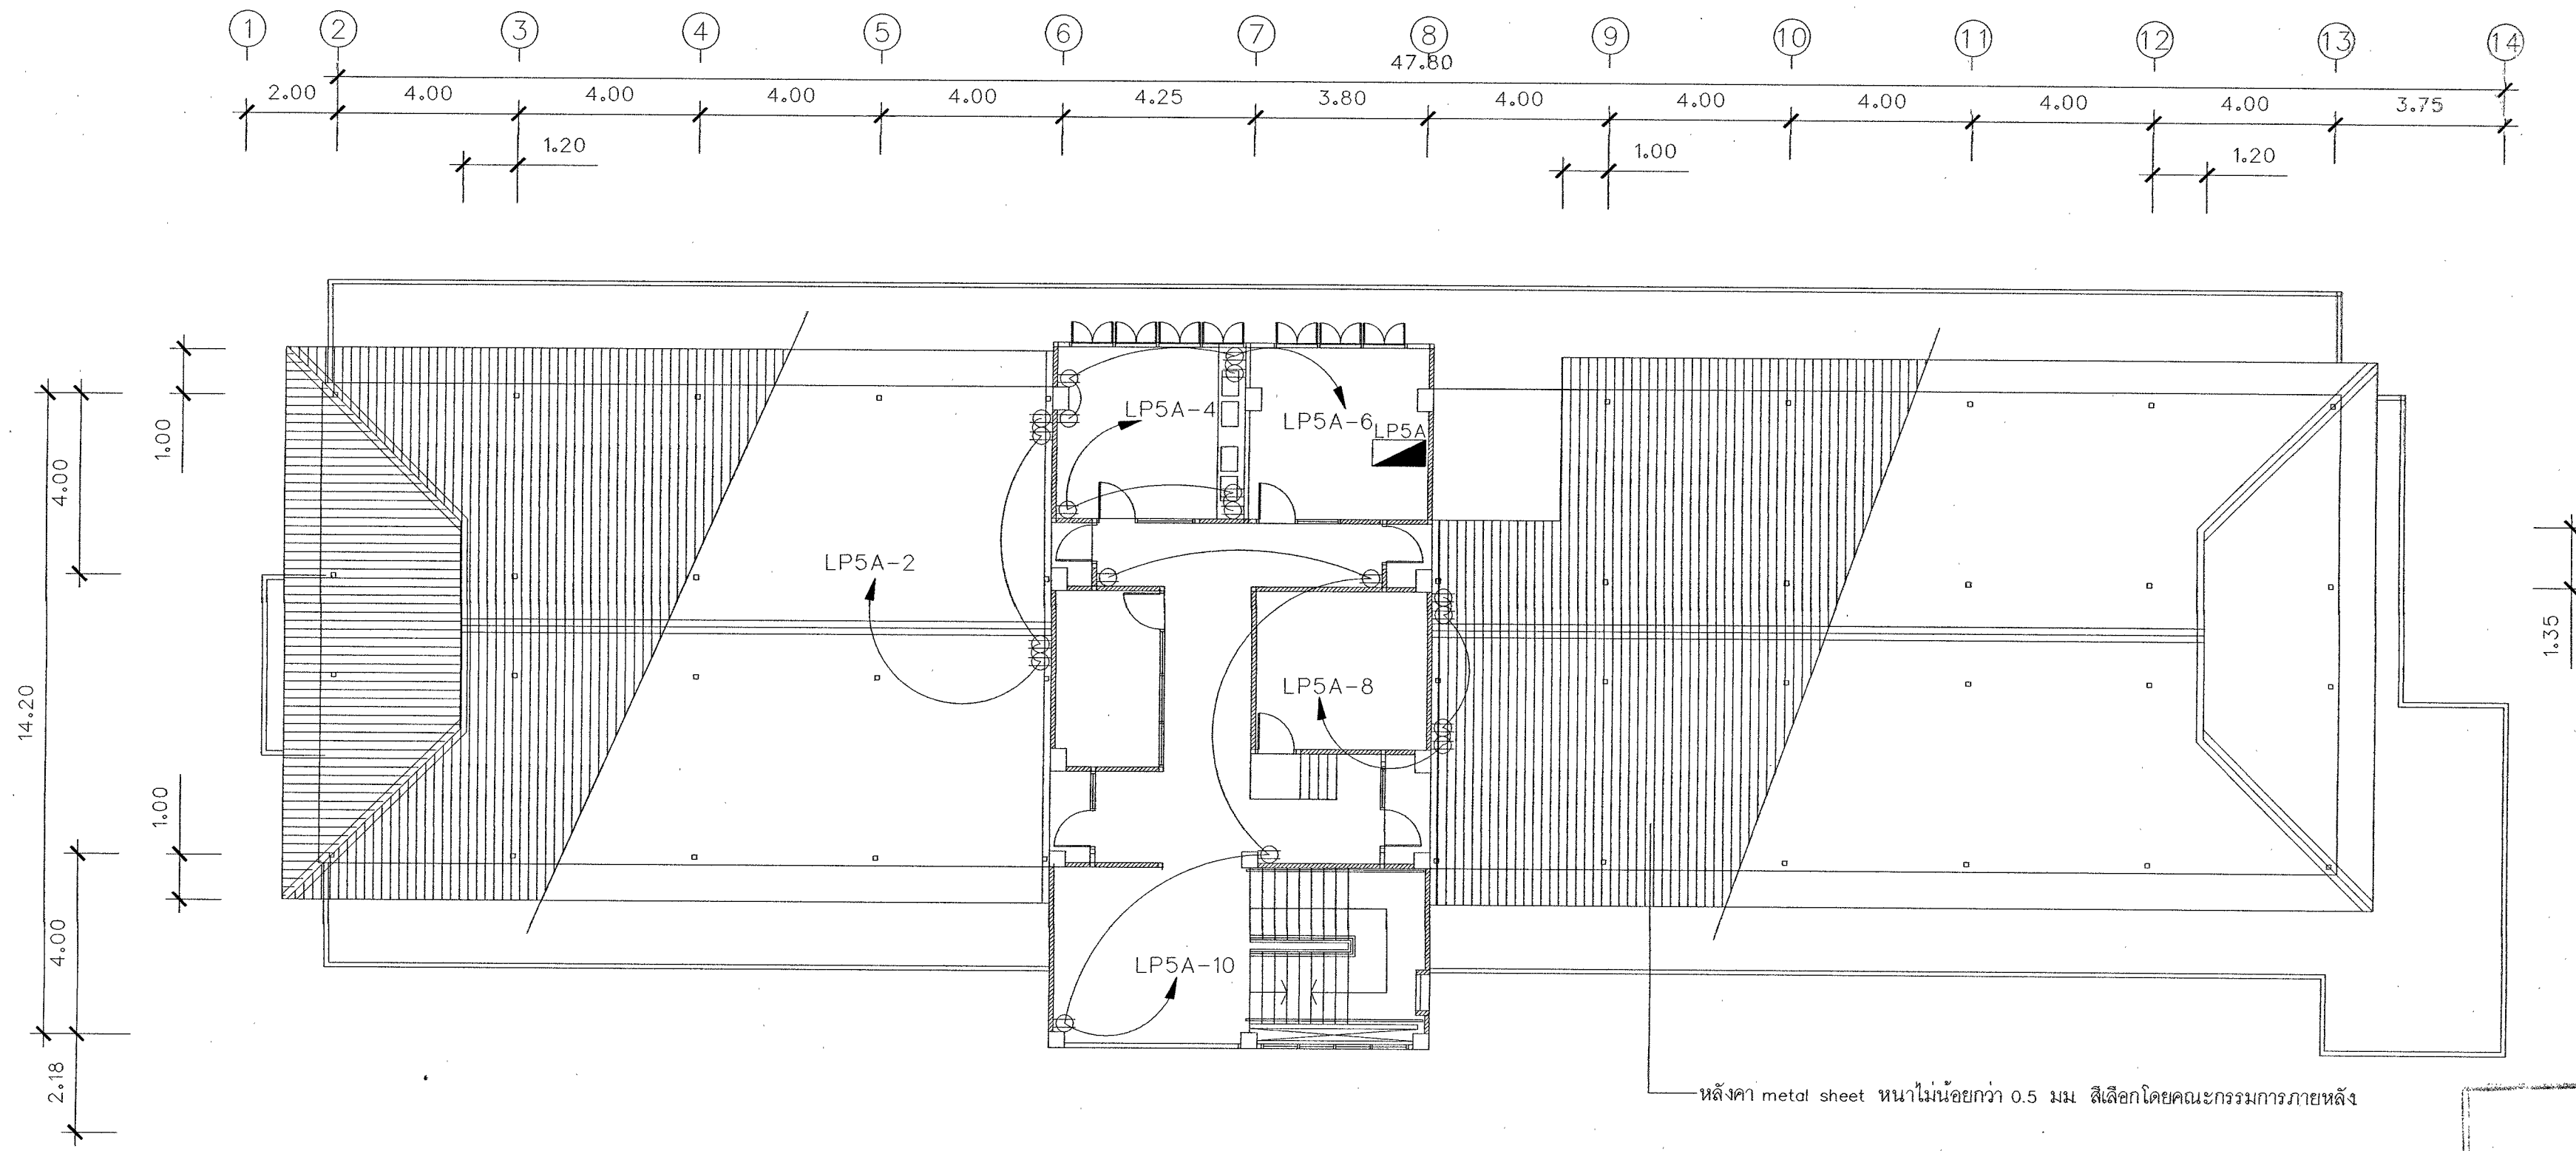 1 2 3 4 5 6 7 8 9 10 11 12 13 14
47.80
2.00 4.00 4.00 4.00 4.00 4.25 3.80 4.00 4.00 4.00 4.00 4.00 3.75
1.20 1.00 1.20
1.00
4.00
14.20
1.00
4.00
2.18
1.35
LP5A-4
LP5A-6
LP5A
LP5A-2
LP5A-8
LP5A-10
หลังคา metal sheet หนาไม่น้อยกว่า 0.5 มม สีเลือกโดยคณะกรรมการภายหลัง